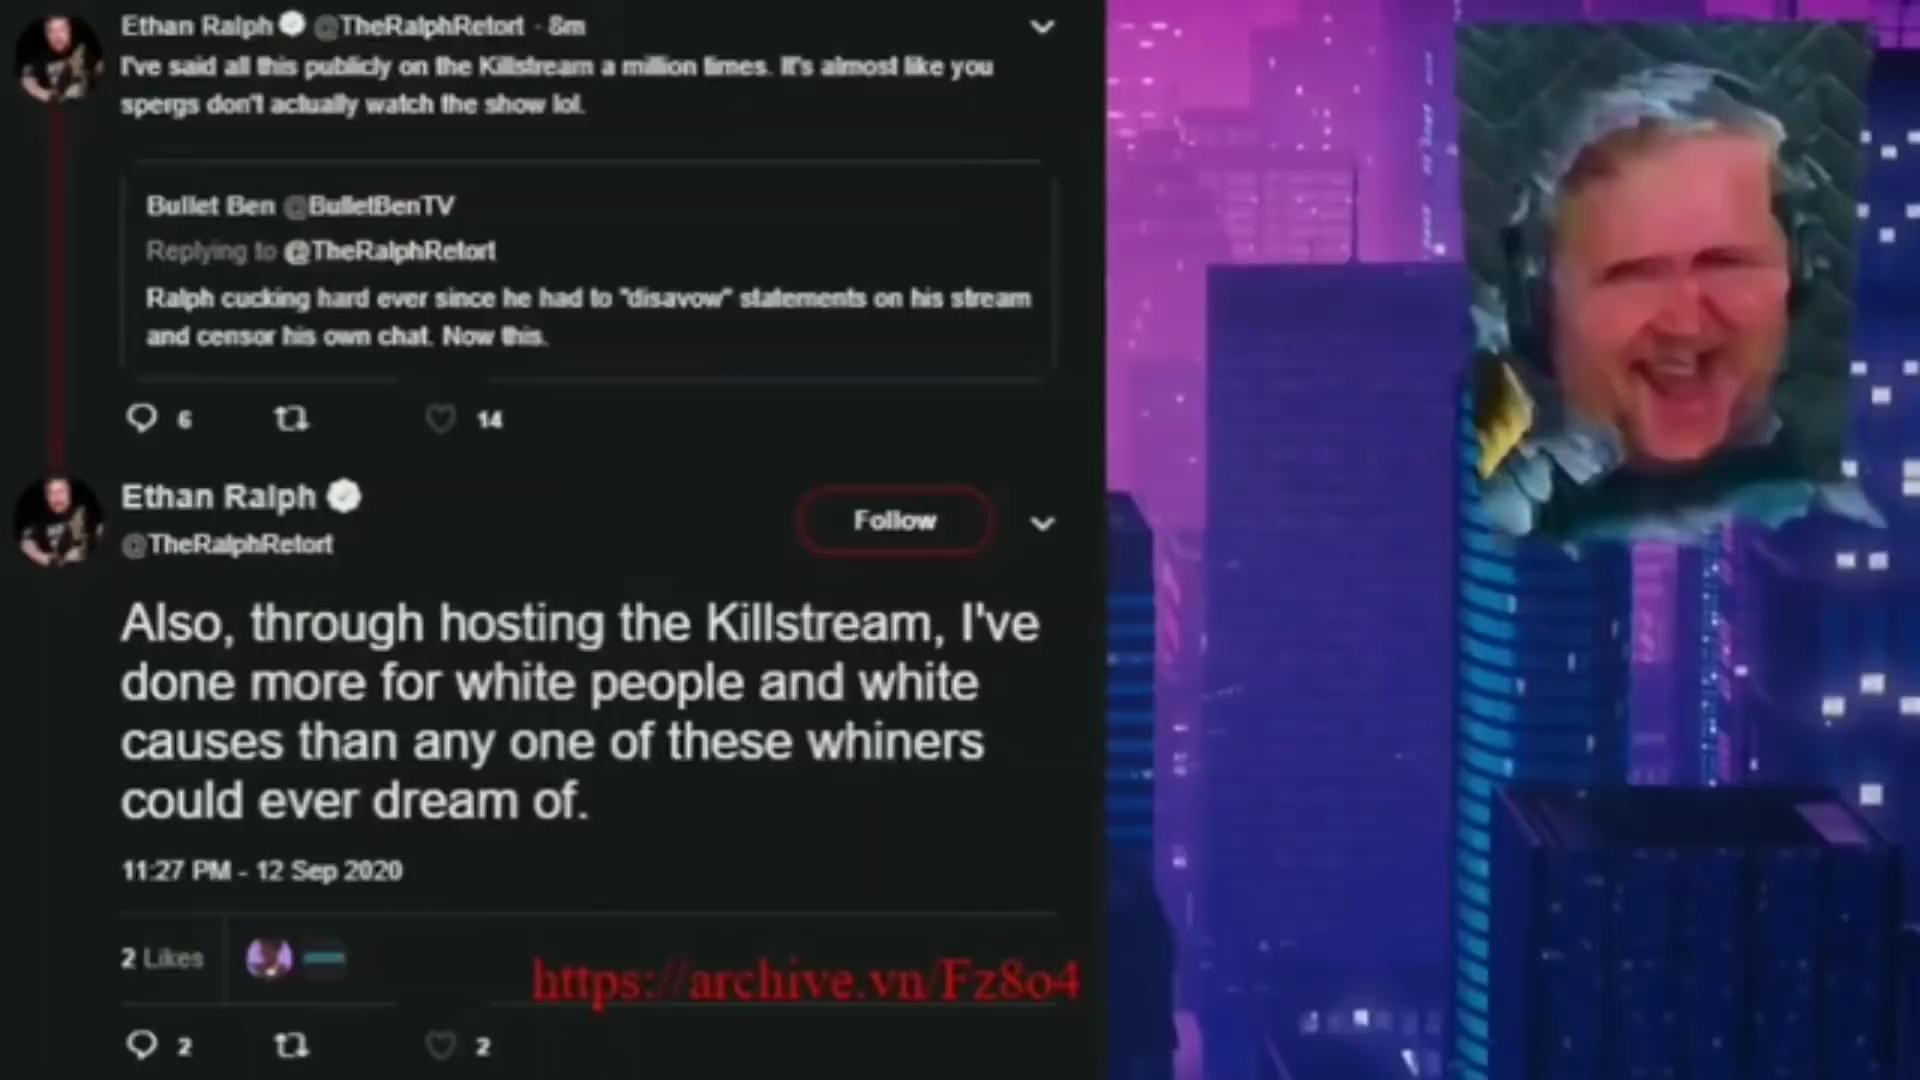 Ethan Ralph @TheRalphRetort · 8m
I've said all this publicly on the Killstream a million times. It's almost like you
spergs don't actually watch the show lol.
Bullet Ben @BulletBenTV
Replying to @TheRalphRetort
Ralph cucking hard ever since he had to "disavow" statements on his stream
and censor his own chat. Now this.
6 14
Ethan Ralph
@TheRalphRetort
Follow
Also, through hosting the Killstream, I've
done more for white people and white
causes than any one of these whiners
could ever dream of.
11:27 PM - 12 Sep 2020
2 Likes
https://archive.vn/Fz8o4
2 2